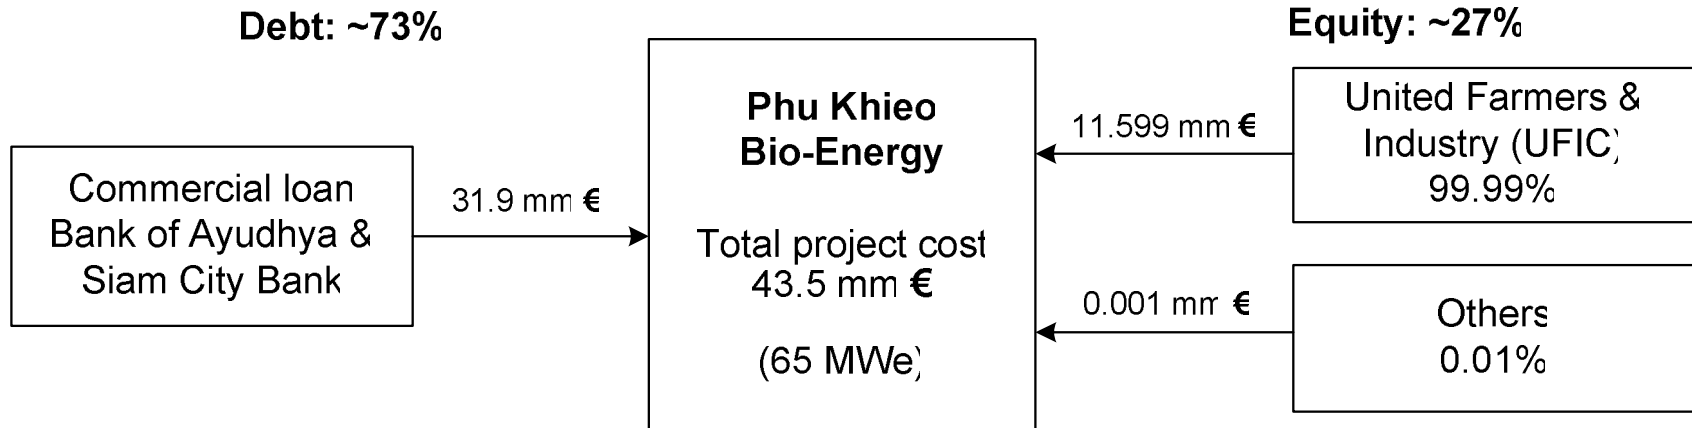 Debt: ~73%
Equity: ~27%
Commercial loan
Bank of Ayudhya &
Siam City Bank
31.9 mm €
Phu Khieo
Bio-Energy
Total project cost
43.5 mm €
(65 MWe)
11.599 mm €
United Farmers &
Industry (UFIC)
99.99%
0.001 mm €
Others
0.01%